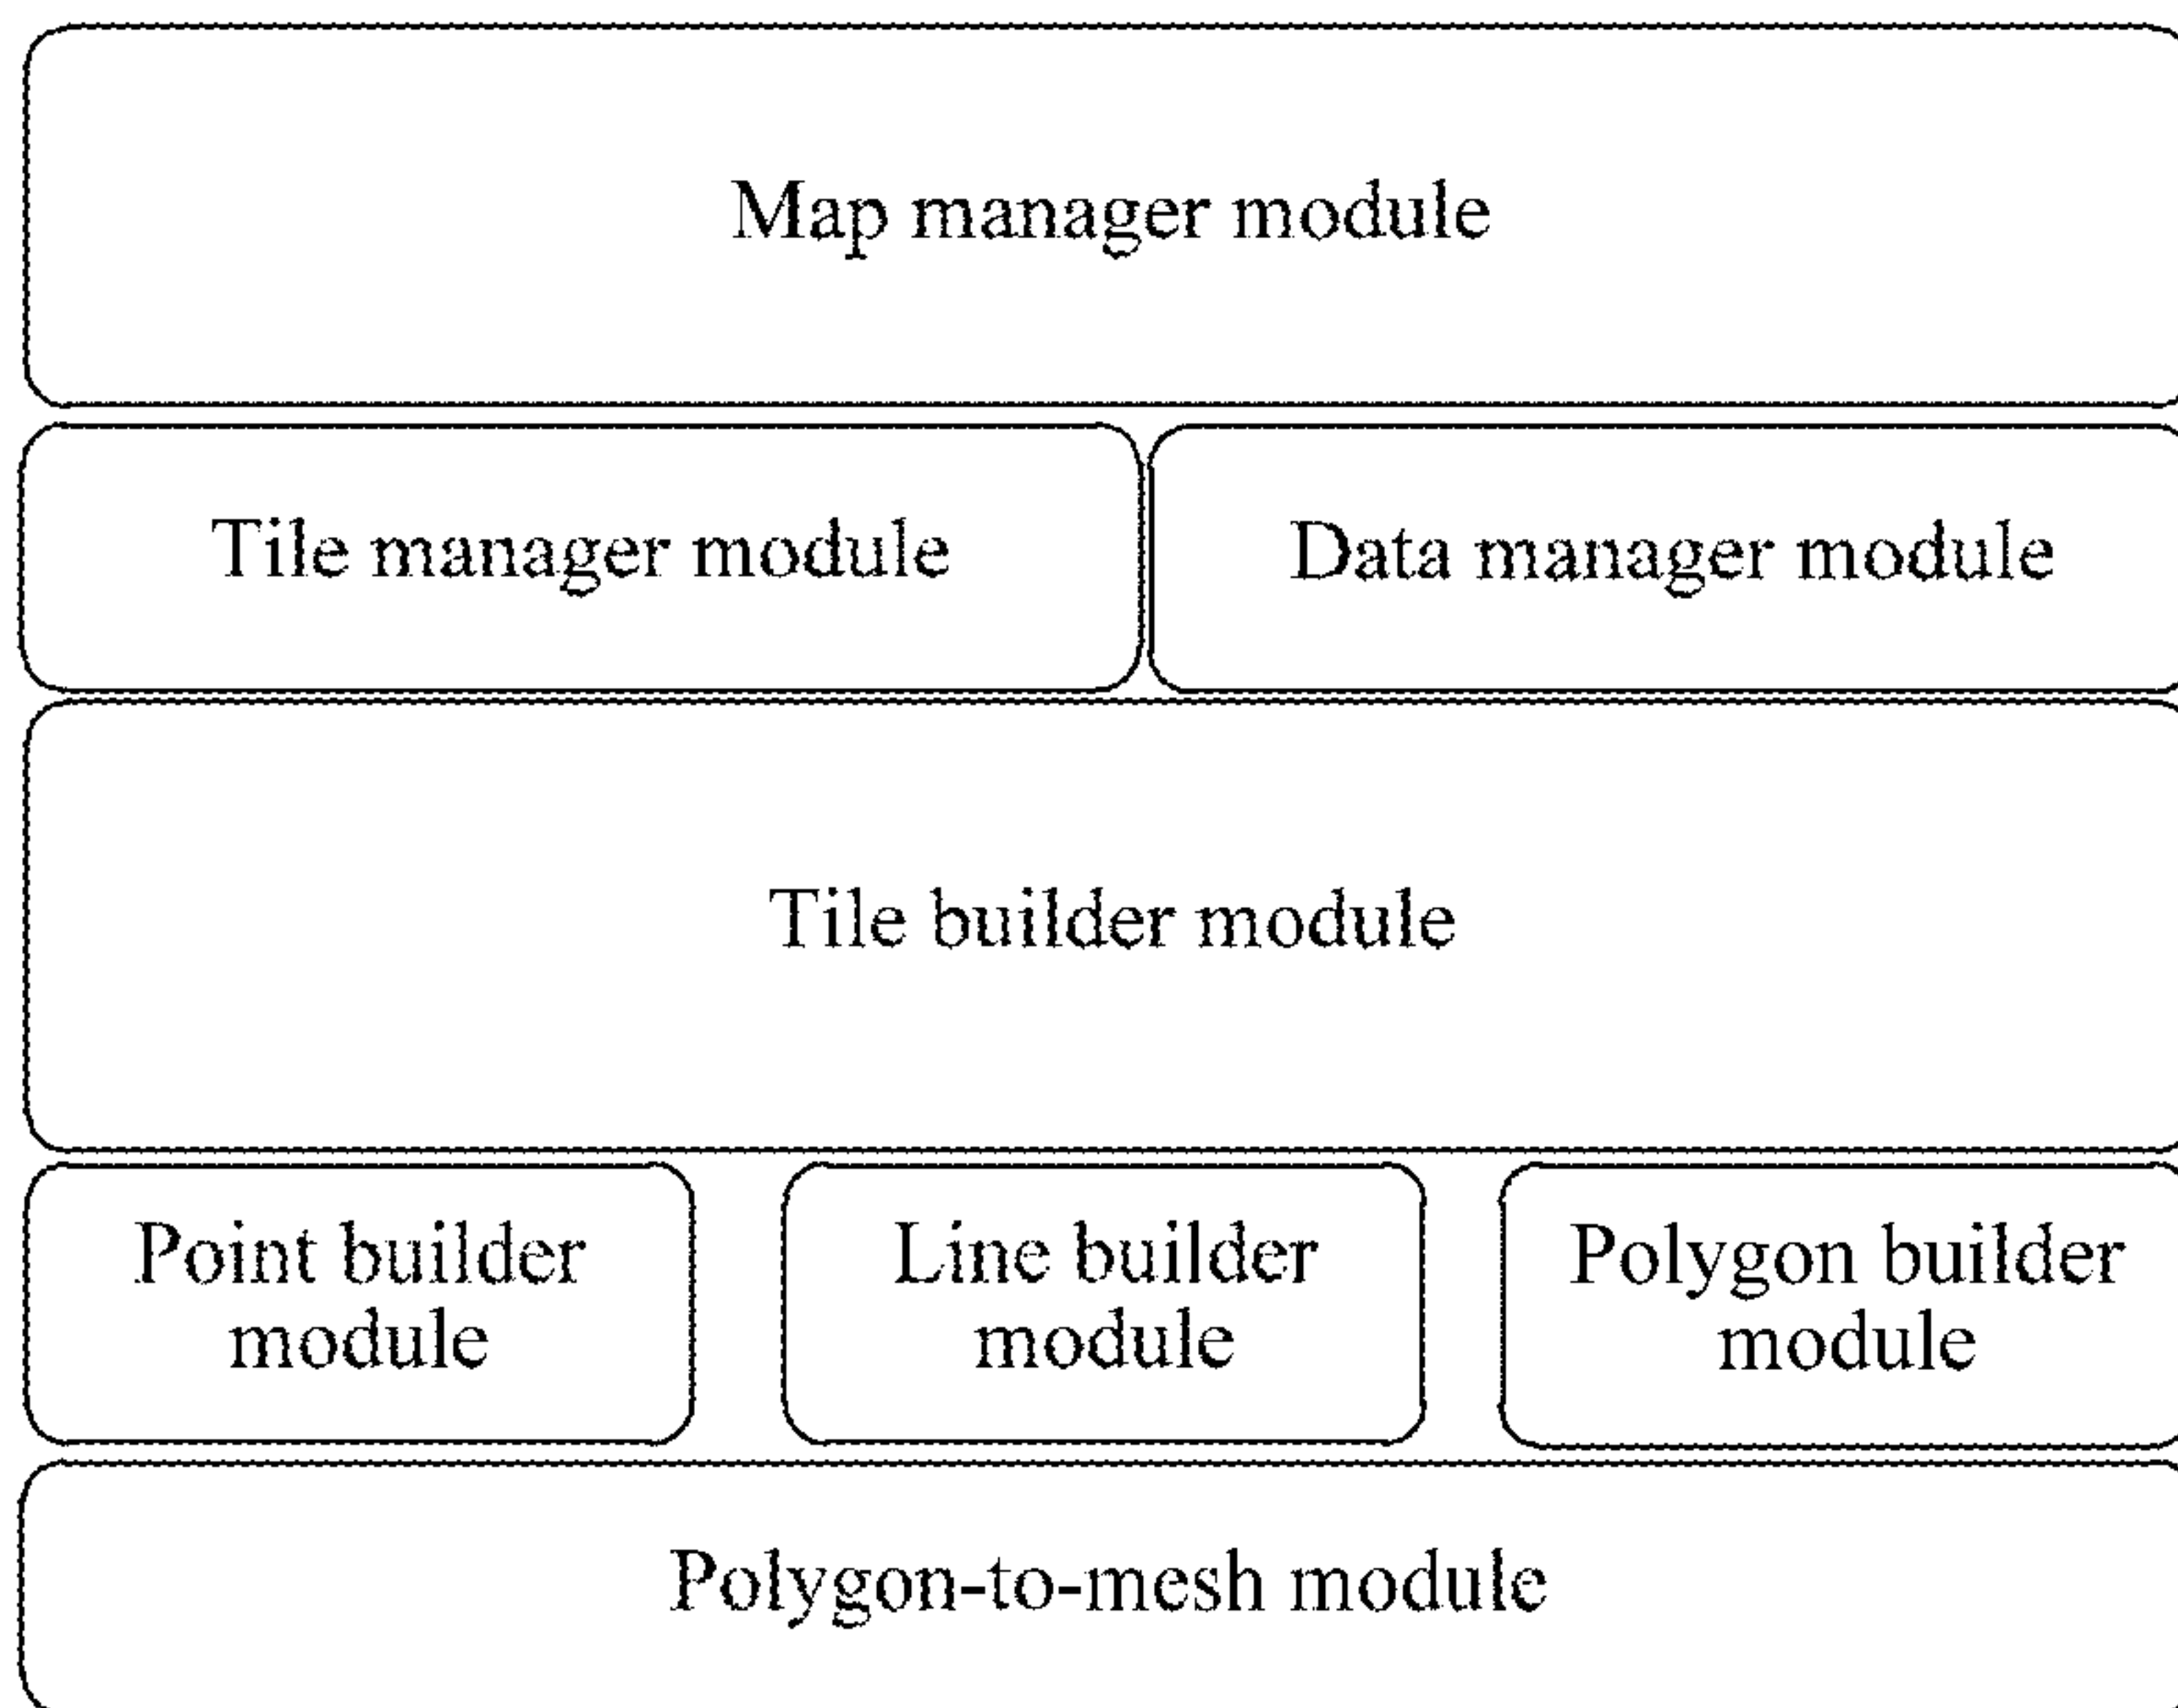 Map manager module
Tile manager module
Data manager module
Tile builder module
Point builder
module
Line builder
module
Polygon builder
module
Polygon-to-mesh module